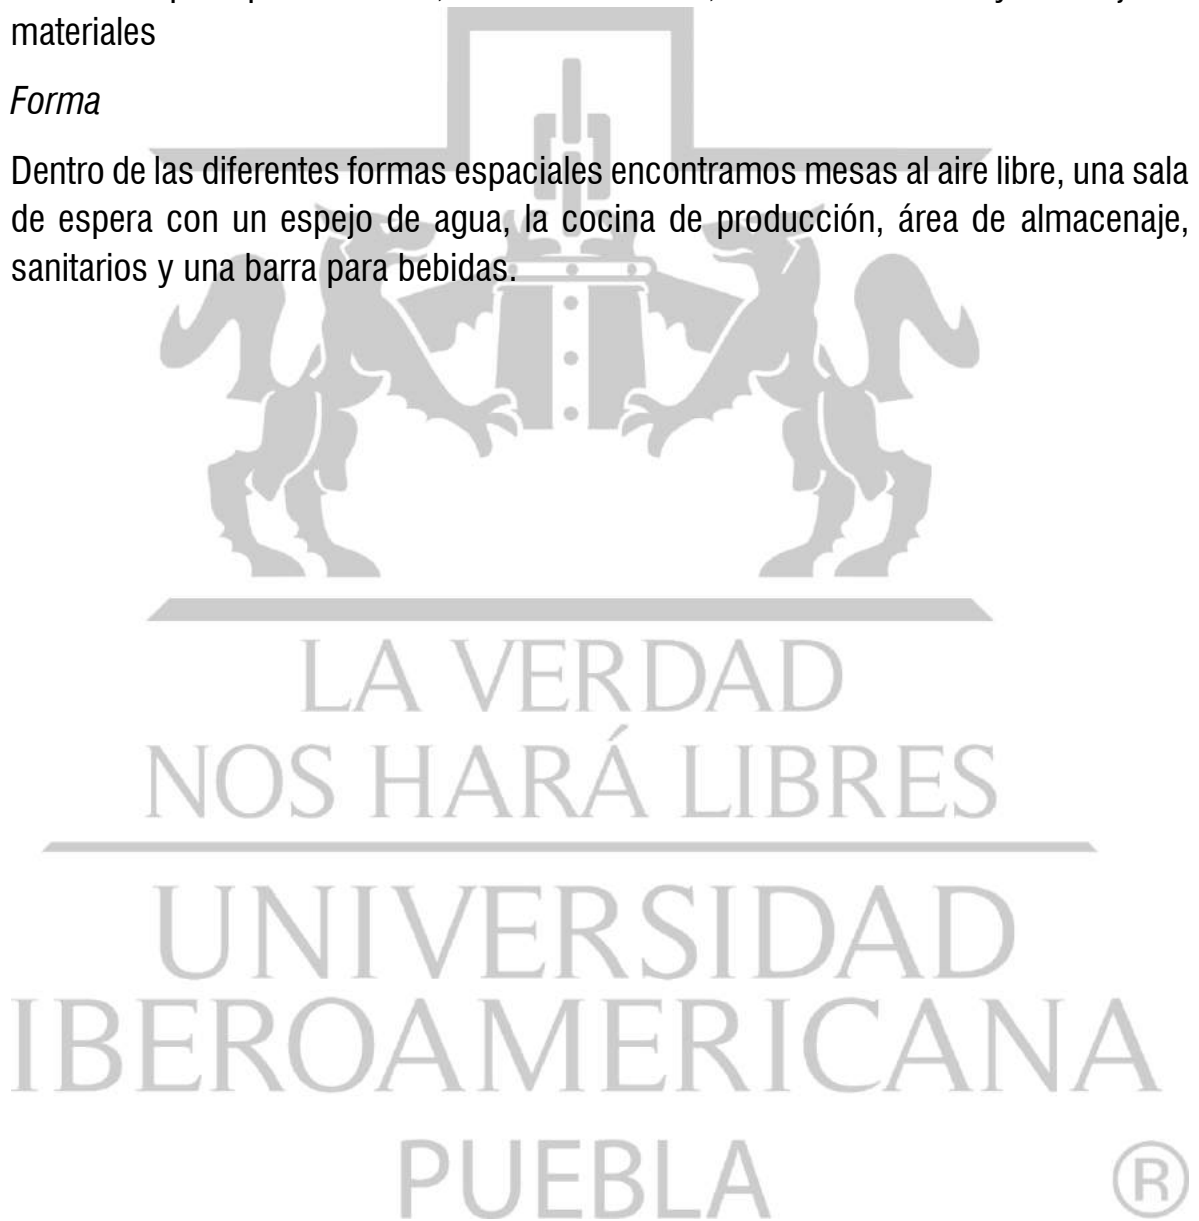 materiales
Forma
Dentro de las diferentes formas espaciales encontramos mesas al aire libre, una sala
de espera con un espejo de agua, la cocina de producción, área de almacenaje,
sanitarios y una barra para bebidas.
LA VERDAD
NOS HARÁ LIBRES
UNIVERSIDAD
IBEROAMERICANA
PUEBLA ®